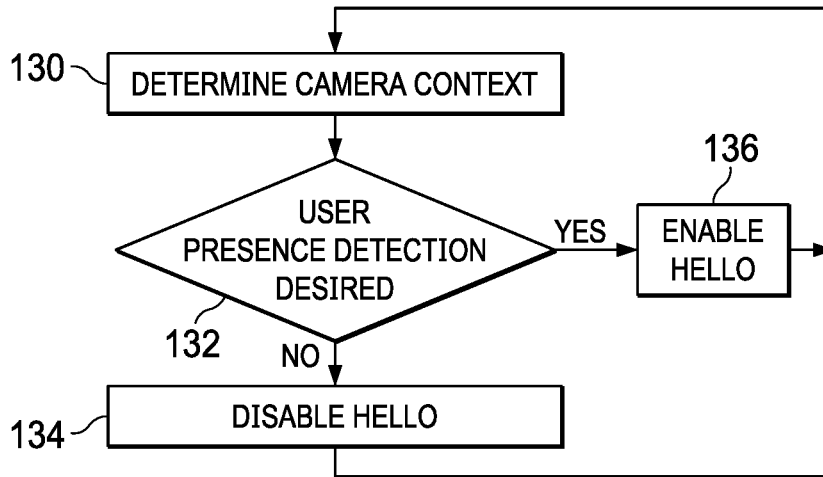 130
DETERMINE CAMERA CONTEXT
136
USER
PRESENCE DETECTION
DESIRED
YES
ENABLE
HELLO
132
NO
134
DISABLE HELLO